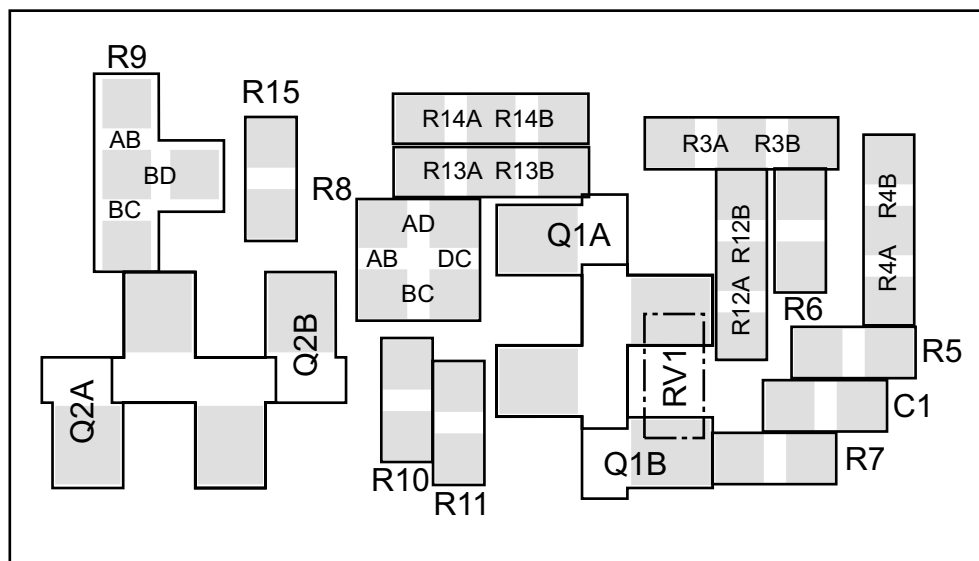 R9
R15
R14A R14B
R3A R3B
AB
R13A R13B
BD
R8
R4B
BC
AD
Q1A
R12B
AB DC
R4A
BC
R12A
R6
Q2B
R5
RV1
Q2A
C1
R10
Q1B
R7
R11